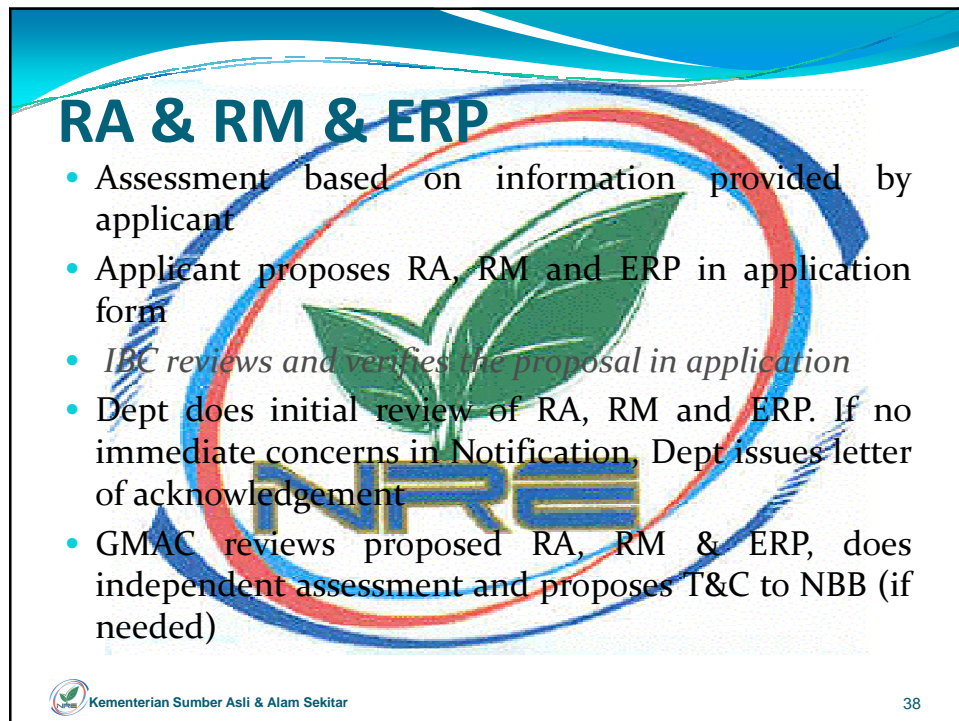 RA & RM & ERP
• Assessment based on information provided by
applicant
• Applicant proposes RA, RM and ERP in application
form
• IBC reviews and verifies the proposal in application
• Dept does initial review of RA, RM and ERP. If no
immediate concerns in Notification, Dept issues letter
of acknowledgement
• GMAC reviews proposed RA, RM & ERP, does
independent assessment and proposes T&C to NBB (if
needed)
NRE
NRE
Kementerian Sumber Asli & Alam Sekitar
38